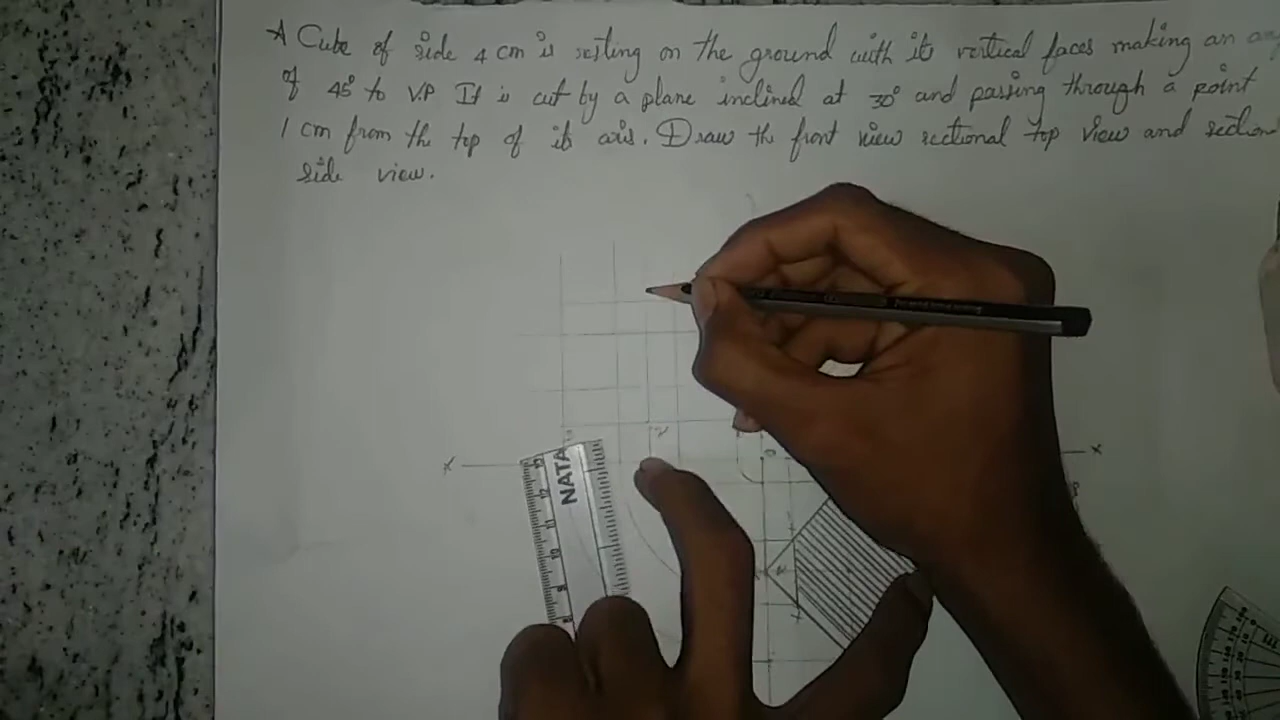 A Cube of side 4 cm is resting on the ground with its vertical faces making an
of 45° to V.P It is cut by a plane inclined at 30° and passing through a point
1 cm from the top of its axis. Draw the front view sectional top view and section
side view.
X X
NATA